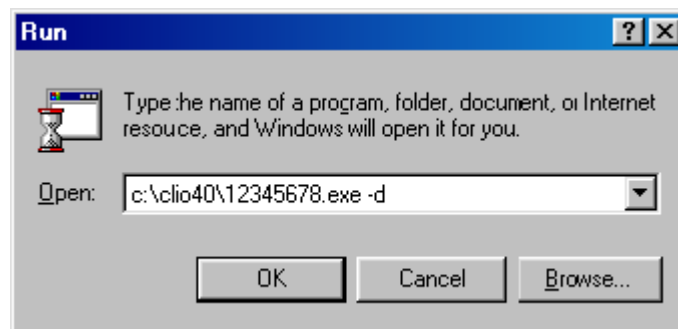 Run
Type the name of a program, folder, document, or Internet
resouce, and Windows will open it for you.
Open: c:\clio40\12345678.exe -d
OK Cancel Browse...